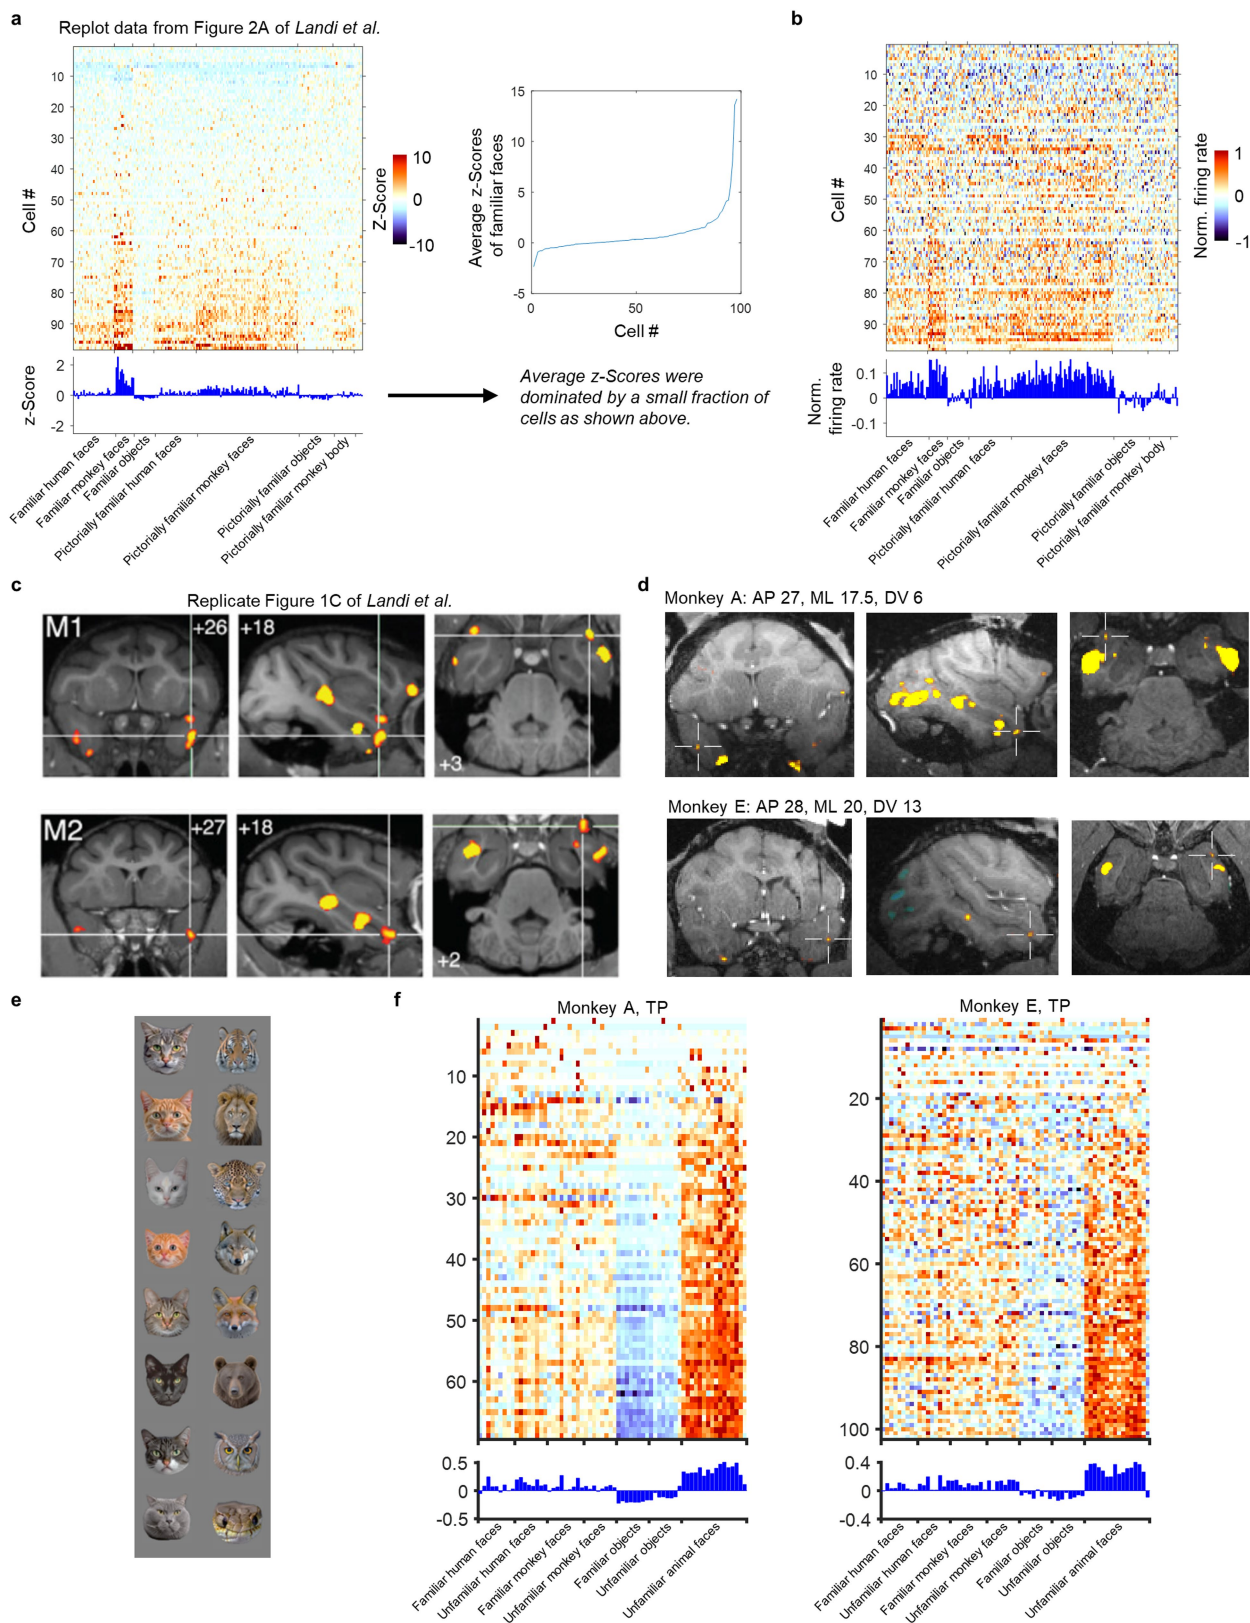 a
Replot data from Figure 2A of Landi et al.
10
20
30
40
50
60
70
80
90
Cell #
10
0
-10
Z-Score
2
0
-2
z-Score
Familiar human faces
Familiar monkey faces
Familiar objects
Pictorially familiar human faces
Pictorially familiar monkey faces
Pictorially familiar objects
Pictorially familiar monkey body
15
10
5
0
-5
Average z-Scores
of familiar faces
0
50
100
Cell #
Average z-Scores were
dominated by a small fraction of
cells as shown above.
b
10
20
30
40
50
60
70
80
90
Cell #
1
0
-1
Norm. firing rate
0.1
0
-0.1
Norm.
firing rate
Familiar human faces
Familiar monkey faces
Familiar objects
Pictorially familiar human faces
Pictorially familiar monkey faces
Pictorially familiar objects
Pictorially familiar monkey body
c
Replicate Figure 1C of Landi et al.
M1
+26
+18
+3
M2
+27
+18
+2
d
Monkey A: AP 27, ML 17.5, DV 6
Monkey E: AP 28, ML 20, DV 13
e
f
Monkey A, TP
10
20
30
40
50
60
0.5
0
-0.5
Familiar human faces
Unfamiliar human faces
Familiar monkey faces
Unfamiliar monkey faces
Familiar objects
Unfamiliar objects
Unfamiliar animal faces
Monkey E, TP
20
40
60
80
100
0.4
0
-0.4
Familiar human faces
Unfamiliar human faces
Familiar monkey faces
Unfamiliar monkey faces
Familiar objects
Unfamiliar objects
Unfamiliar animal faces